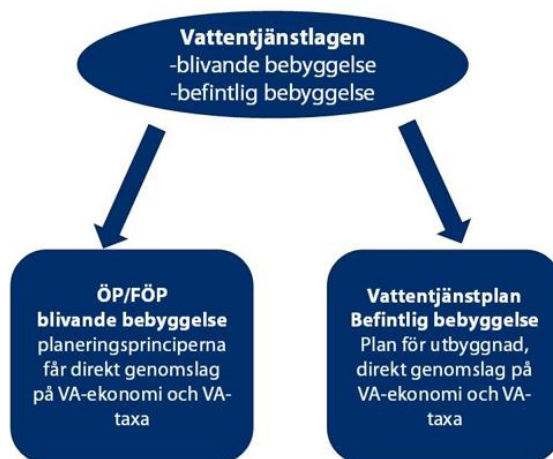 Vattentjänstlagen
-blivande bebyggelse
-befintlig bebyggelse
ÖP/FÖP
blivande bebyggelse
planeringsprinciperna
får direkt genomslag
på VA-ekonomi och VA-
taxa
Vattentjänstplan
Befintlig bebyggelse
Plan för utbyggnad,
direkt genomslag på
VA-ekonomi och VA-
taxa